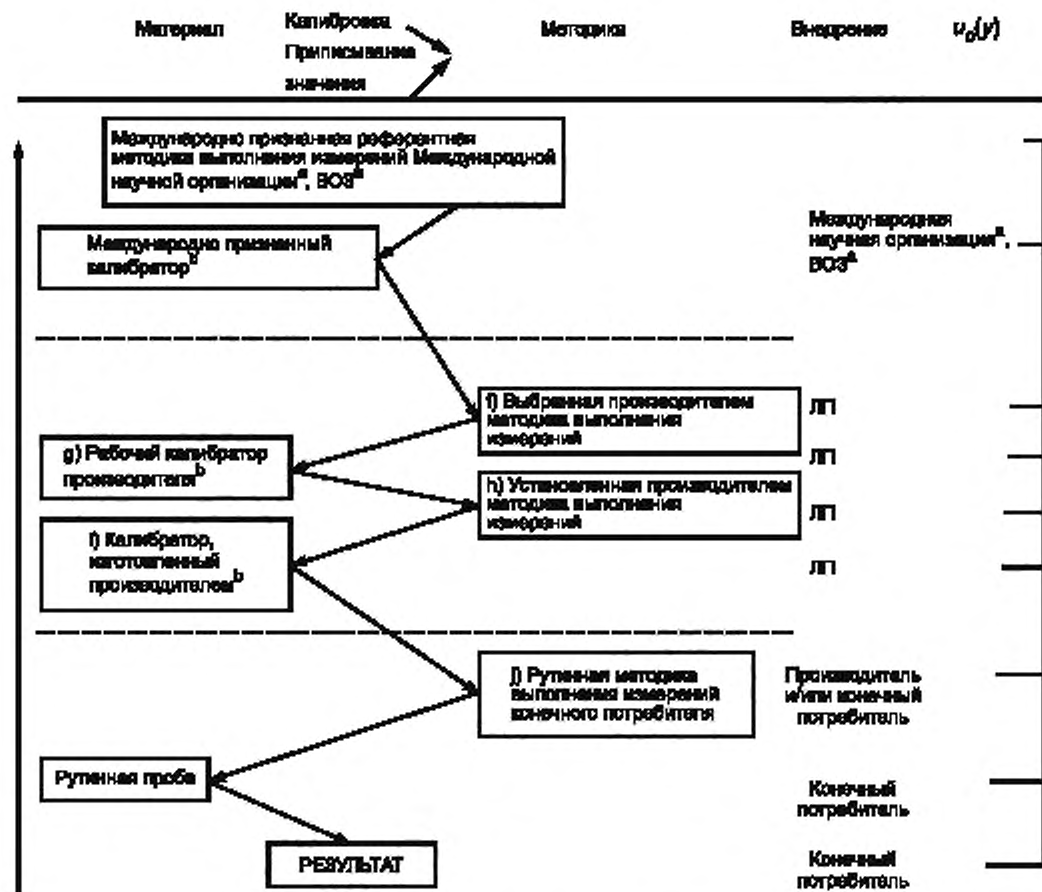 Материал
Калибровка
Приписывание
значения
Методика
Внедрение
u_c(y)
Международно признанная референтная
методика выполнения измерений Международной
научной организации^a, ВОЗ^a
Международно признанный
калибратор^b
Международная
научная организация^a,
ВОЗ^a
f) Выбранная производителем
методика выполнения
измерений
ЛП
g) Рабочий калибратор
производителя^b
ЛП
h) Установленная производителем
методика выполнения
измерений
ЛП
i) Калибратор,
изготовленный
производителем^b
ЛП
j) Рутинная методика
выполнения измерений
конечного потребителя
Производитель
и/или конечный
потребитель
Рутинная проба
Конечный
потребитель
РЕЗУЛЬТАТ
Конечный
потребитель